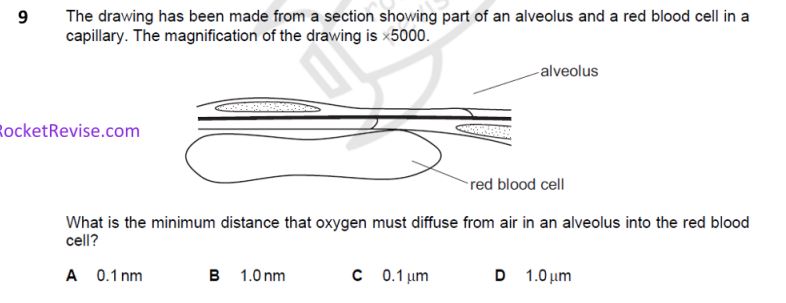 9 The drawing has been made from a section showing part of an alveolus and a red blood cell in a
capillary. The magnification of the drawing is ×5000.
alveolus
RocketRevise.com
red blood cell
What is the minimum distance that oxygen must diffuse from air in an alveolus into the red blood
cell?
A 0.1 nm B 1.0 nm C 0.1 μm D 1.0 μm